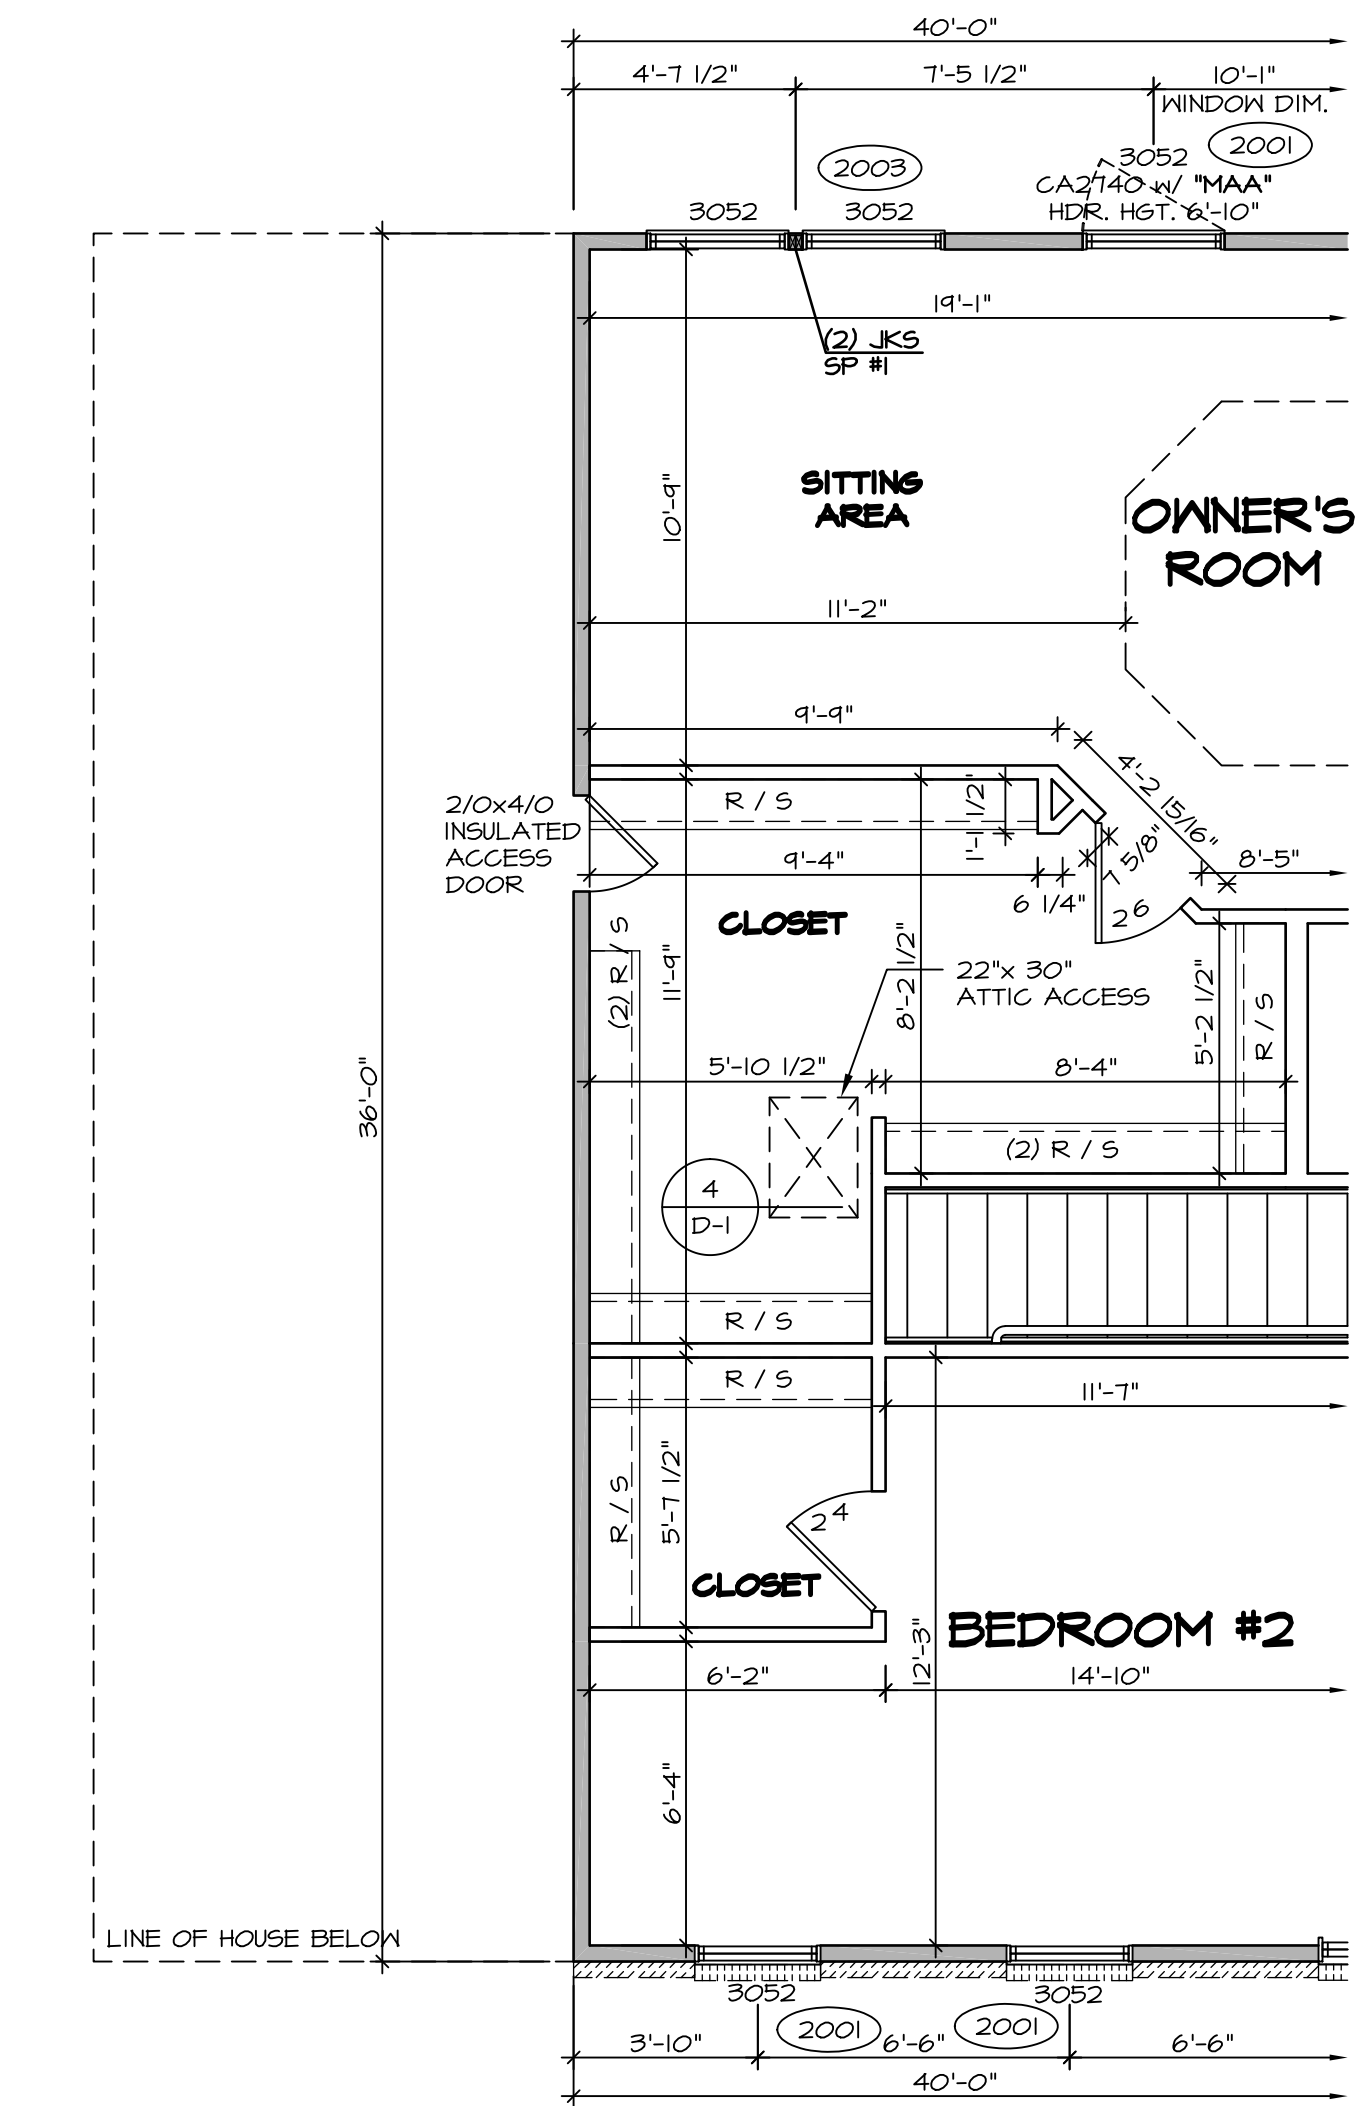 40'-0"
4'-7 1/2"
7'-5 1/2"
10'-1"
WINDOW DIM.
2003
2001
3052
CA2740 w/ "MAA"
HDR. HGT. 6'-10"
3052
3052
19'-1"
(2) JKS
SP #1
10'-9"
SITTING
AREA
OWNER'S
ROOM
11'-2"
9'-9"
4'-2 15/16"
2/0x4/0
INSULATED
ACCESS
DOOR
R / S
1'-1 1/2"
9'-4"
7 5/8"
8'-5"
6 1/4"
2 6
CLOSET
(2) R / S
11'-9"
8'-2 1/2"
22"x 30"
ATTIC ACCESS
5'-2 1/2"
R / S
36'-0"
5'-10 1/2"
8'-4"
(2) R / S
4
D-1
R / S
R / S
11'-7"
R / S
5'-7 1/2"
2 4
CLOSET
BEDROOM #2
12'-3"
6'-2"
14'-10"
6'-4"
LINE OF HOUSE BELOW
3052
3052
2001
2001
3'-10"
6'-6"
6'-6"
40'-0"